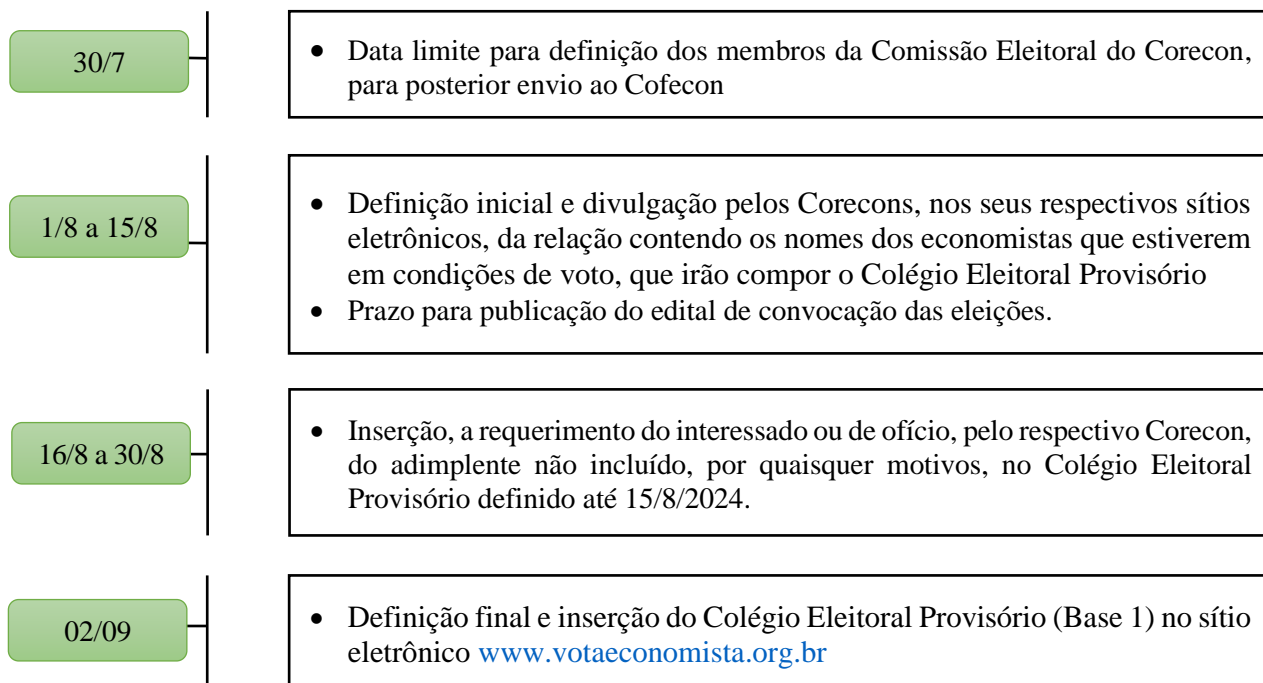 30/7
• Data limite para definição dos membros da Comissão Eleitoral do Corecon,
para posterior envio ao Cofecon
1/8 a 15/8
• Definição inicial e divulgação pelos Corecons, nos seus respectivos sítios
eletrônicos, da relação contendo os nomes dos economistas que estiverem
em condições de voto, que irão compor o Colégio Eleitoral Provisório
• Prazo para publicação do edital de convocação das eleições.
16/8 a 30/8
• Inserção, a requerimento do interessado ou de ofício, pelo respectivo Corecon,
do adimplente não incluído, por quaisquer motivos, no Colégio Eleitoral
Provisório definido até 15/8/2024.
02/09
• Definição final e inserção do Colégio Eleitoral Provisório (Base 1) no sítio
eletrônico www.votaeconomista.org.br